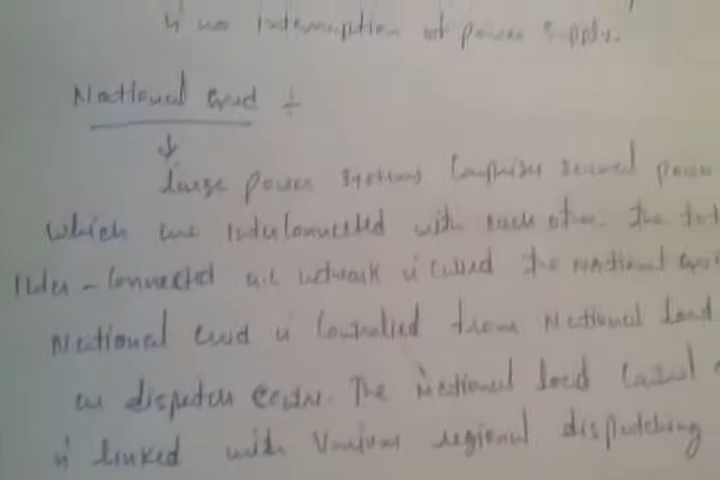 is no interruption of power supply.
National Grid :-
↓
large power systems comprises several power
which are interconnected with each other. The tot
Inter-connected a.c network is called the National Gri
National Grid is controlled from National load
or dispatch centre. The National load
is linked with various regional dispatching